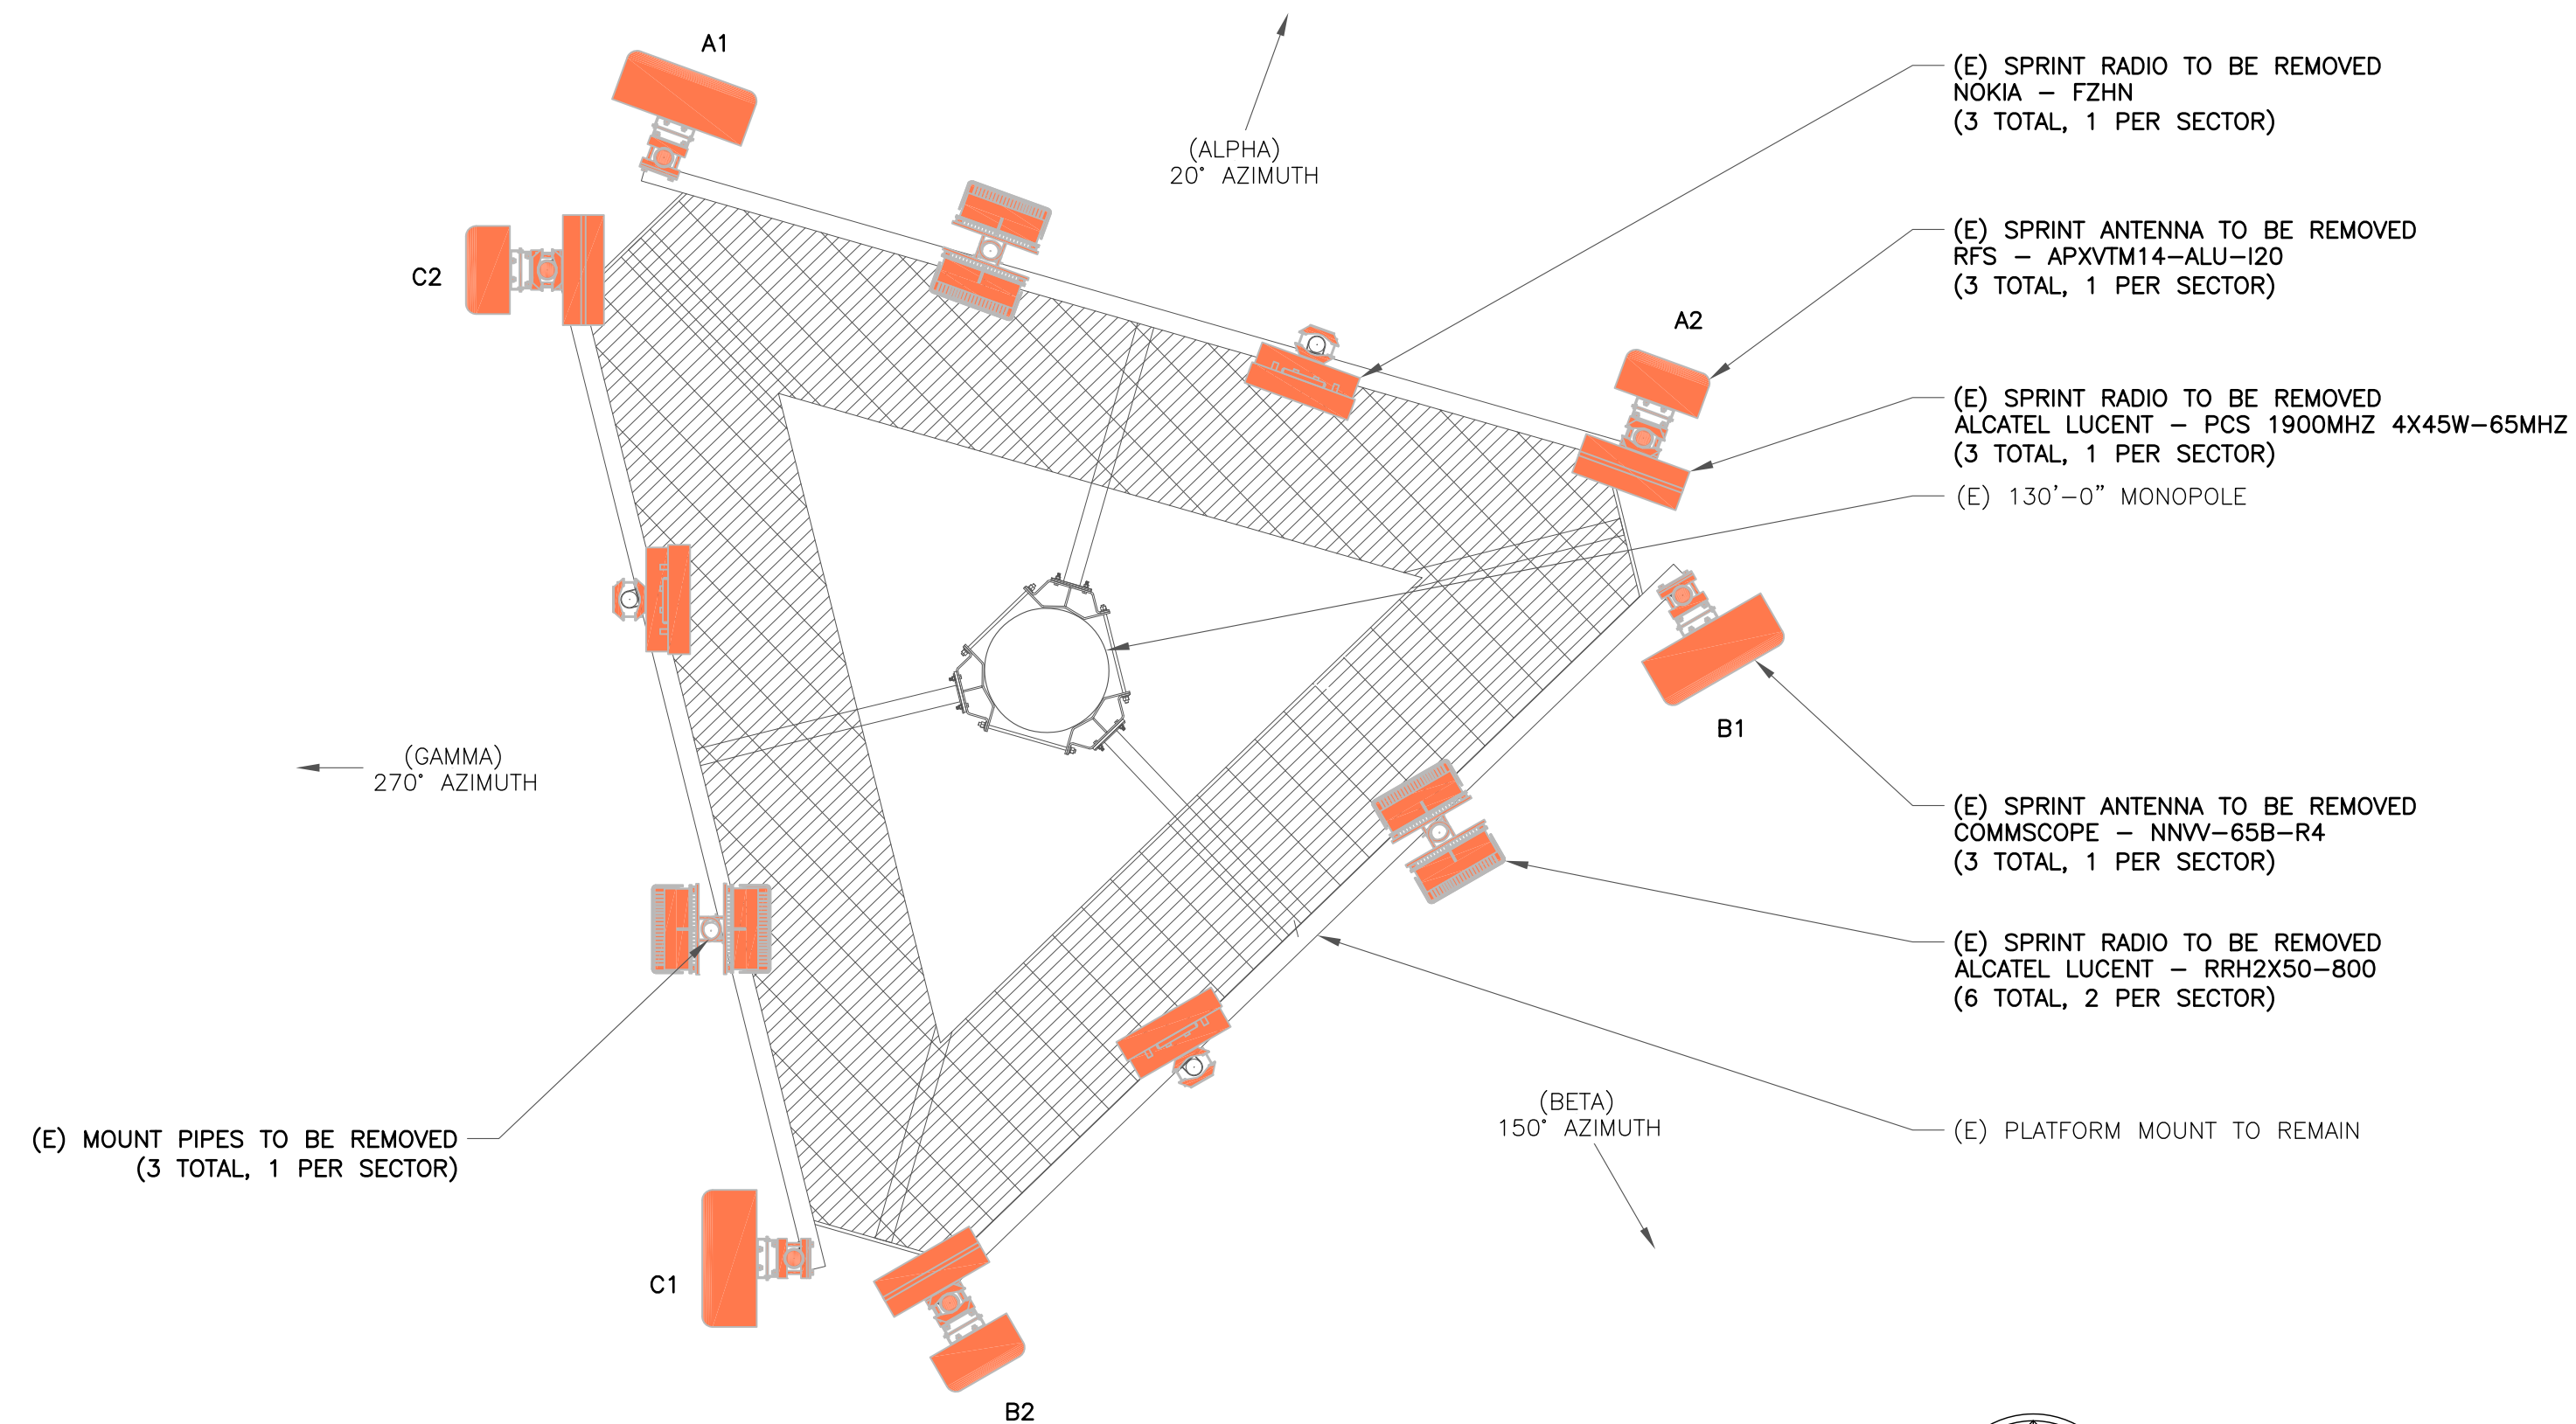 A1
(ALPHA)
20° AZIMUTH
C2
A2
(E) SPRINT RADIO TO BE REMOVED
NOKIA – FZHN
(3 TOTAL, 1 PER SECTOR)
(E) SPRINT ANTENNA TO BE REMOVED
RFS – APXVTM14–ALU–I20
(3 TOTAL, 1 PER SECTOR)
(E) SPRINT RADIO TO BE REMOVED
ALCATEL LUCENT – PCS 1900MHZ 4X45W–65MHZ
(3 TOTAL, 1 PER SECTOR)
(E) 130'–0" MONOPOLE
B1
(GAMMA)
270° AZIMUTH
(E) SPRINT ANTENNA TO BE REMOVED
COMMSCOPE – NNVV–65B–R4
(3 TOTAL, 1 PER SECTOR)
(E) SPRINT RADIO TO BE REMOVED
ALCATEL LUCENT – RRH2X50–800
(6 TOTAL, 2 PER SECTOR)
(BETA)
150° AZIMUTH
(E) PLATFORM MOUNT TO REMAIN
(E) MOUNT PIPES TO BE REMOVED
(3 TOTAL, 1 PER SECTOR)
C1
B2